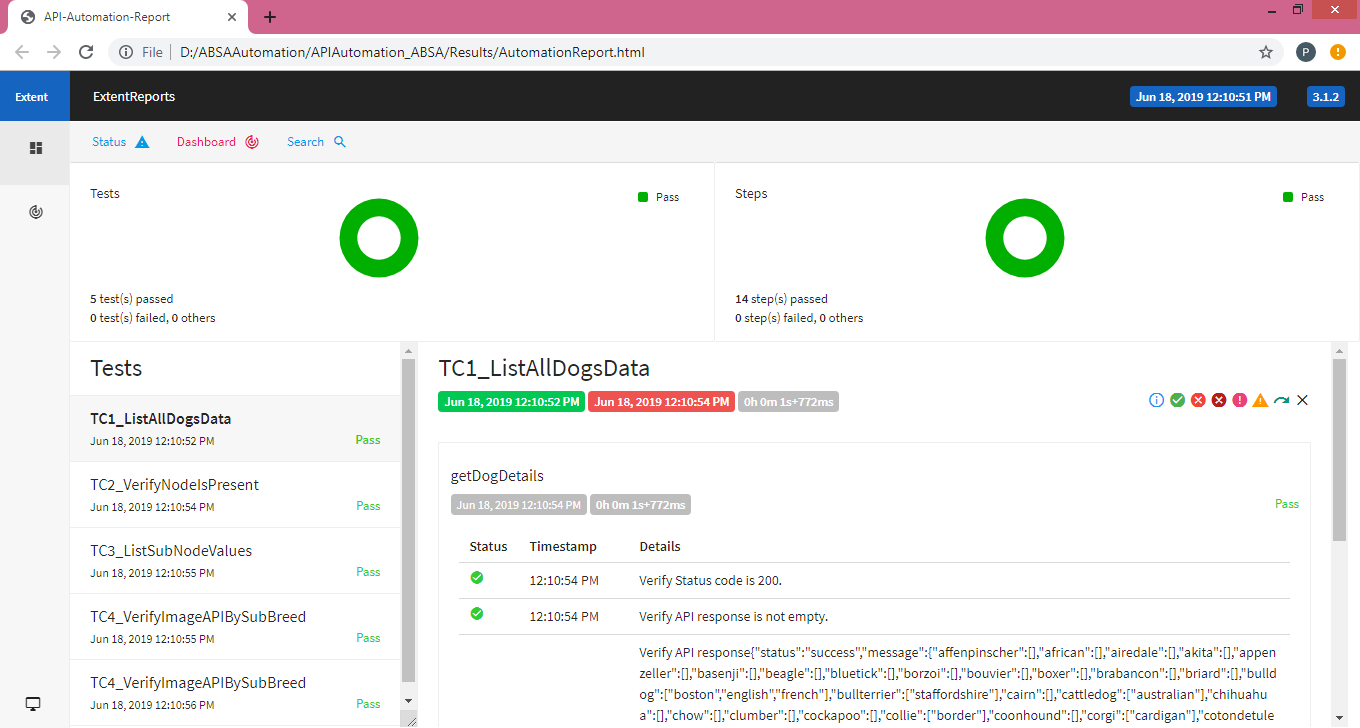 API-Automation-Report
File D:/ABSAAutomation/APIAutomation_ABSA/Results/AutomationReport.html
P
Extent
ExtentReports
Jun 18, 2019 12:10:51 PM
3.1.2
Status
Dashboard
Search
Tests
Pass
5 test(s) passed
0 test(s) failed, 0 others
Steps
Pass
14 step(s) passed
0 step(s) failed, 0 others
Tests
TC1_ListAllDogsData
Jun 18, 2019 12:10:52 PM
Pass
TC2_VerifyNodeIsPresent
Jun 18, 2019 12:10:54 PM
Pass
TC3_ListSubNodeValues
Jun 18, 2019 12:10:55 PM
Pass
TC4_VerifyImageAPIBySubBreed
Jun 18, 2019 12:10:55 PM
Pass
TC4_VerifyImageAPIBySubBreed
Jun 18, 2019 12:10:56 PM
Pass
TC1_ListAllDogsData
Jun 18, 2019 12:10:52 PM
Jun 18, 2019 12:10:54 PM
0h 0m 1s+772ms
getDogDetails
Jun 18, 2019 12:10:54 PM
0h 0m 1s+772ms
Pass
Status Timestamp Details
12:10:54 PM Verify Status code is 200.
12:10:54 PM Verify API response is not empty.
Verify API response{"status":"success","message":{"affenpinscher":[],"african":[],"airedale":[],"akita":[],"appen
zeller":[],"basenji":[],"beagle":[],"bluetick":[],"borzoi":[],"bouvier":[],"boxer":[],"brabancon":[],"briard":[],"bulld
og":["boston","english","french"],"bullterrier":["staffordshire"],"cairn":[],"cattledog":["australian"],"chihuahu
a":[],"chow":[],"clumber":[],"cockapoo":[],"collie":["border"],"coonhound":[],"corgi":["cardigan"],"cotondetule